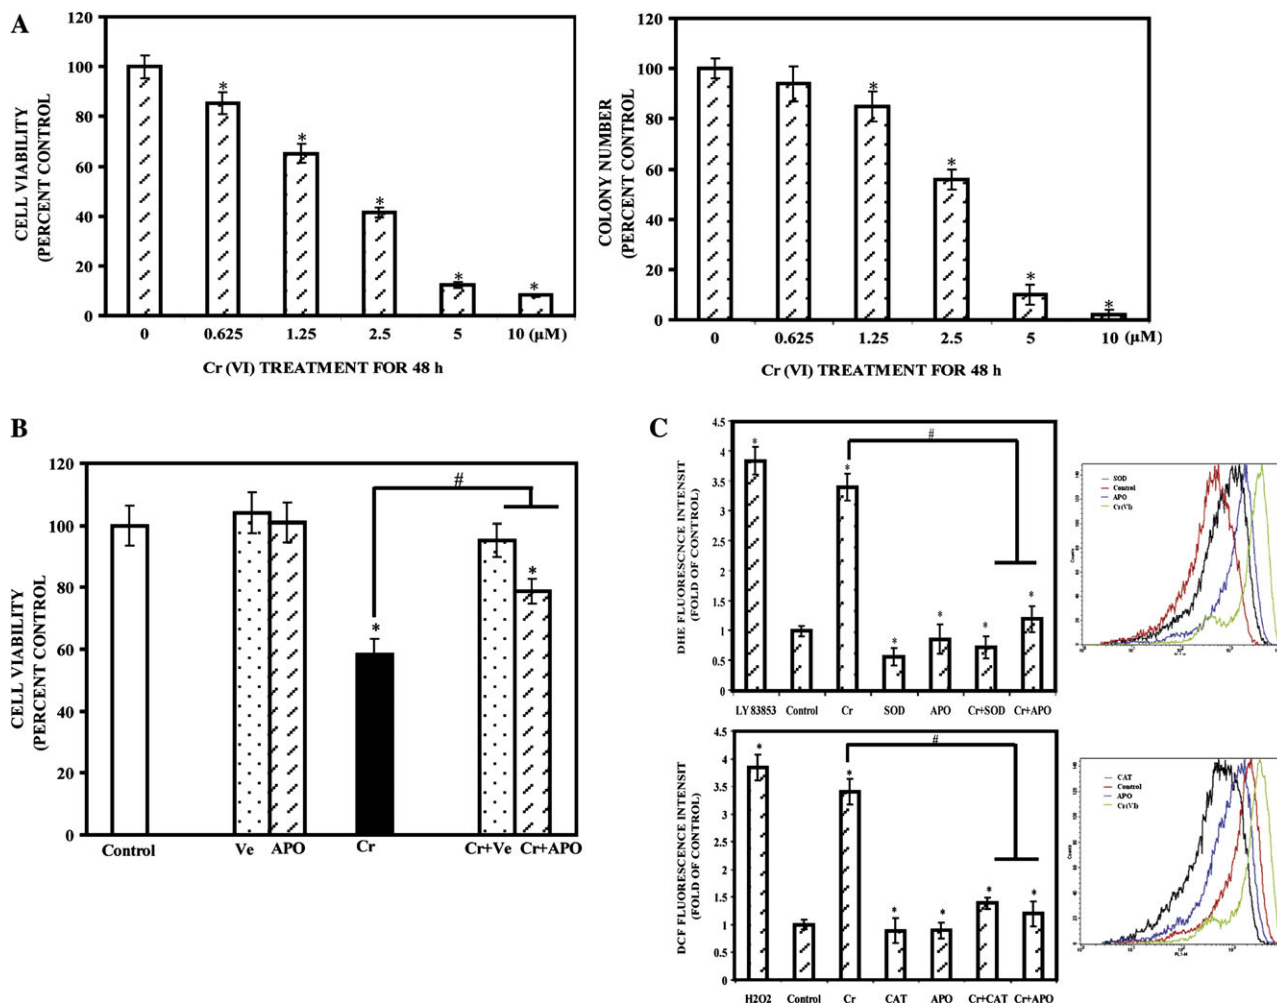 A
CELL VIABILITY
(PERCENT CONTROL)
120
100
80
60
40
20
0
*
*
*
*
*
0 0.625 1.25 2.5 5 10 (μM)
Cr (VI) TREATMENT FOR 48 h
COLONY NUMBER
(PERCENT CONTROL
120
100
80
60
40
20
0
*
*
*
*
0 0.625 1.25 2.5 5 10 (μM)
Cr (VI) TREATMENT FOR 48 h
B
CELL VIABILITY
(PERCENT CONTROL)
120
100
80
60
40
20
0
#
*
*
Control Ve APO Cr Cr+Ve Cr+APO
C
DHE FLUORESCNCE INTENSIT
(FOLD OF CONTROL)
4.5
4
3.5
3
2.5
2
1.5
1
0.5
0
#
* * * * * *
LY 83853 Control Cr SOD APO Cr+SOD Cr+APO
SOD
Control
APO
Cr(VI)
Counts
DCF FLUORESCENCE INTENSIT
(FOLD OF CONTROL)
4.5
4
3.5
3
2.5
2
1.5
1
0.5
0
#
* * * * * *
H2O2 Control Cr CAT APO Cr+CAT Cr+APO
CAT
Control
APO
Cr(VI)
Counts